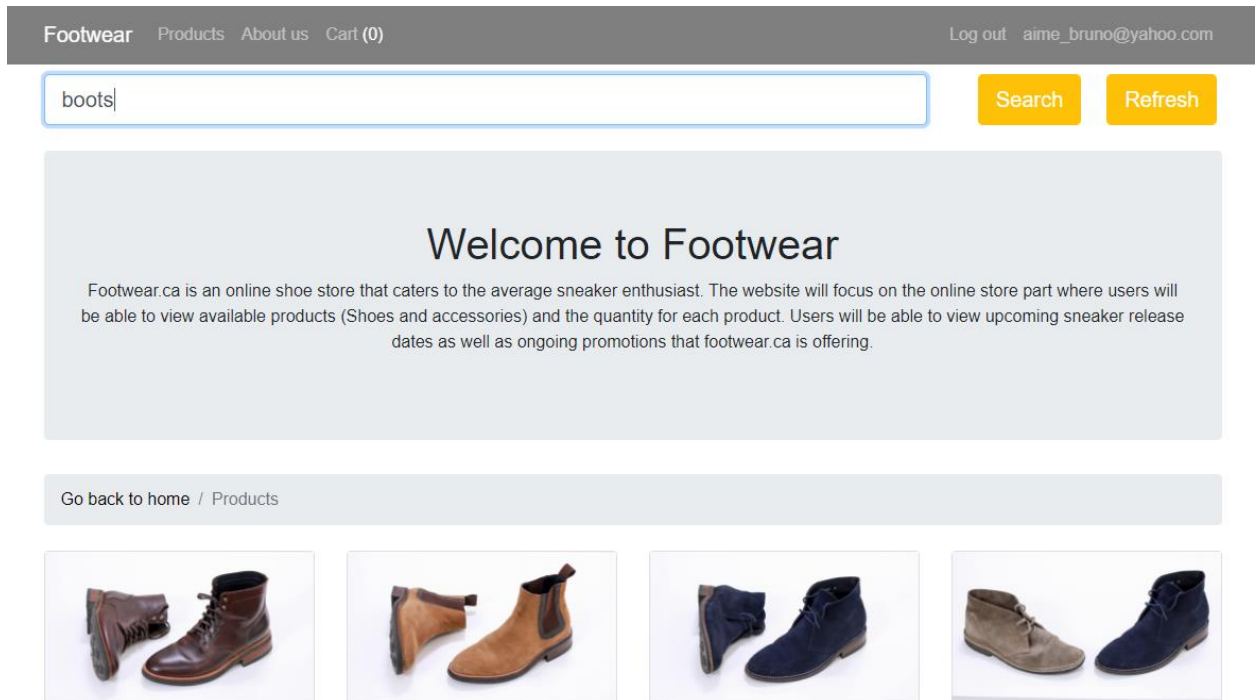 Footwear Products About us Cart (0) Log out aime_bruno@yahoo.com
boots Search Refresh
Welcome to Footwear
Footwear.ca is an online shoe store that caters to the average sneaker enthusiast. The website will focus on the online store part where users will
be able to view available products (Shoes and accessories) and the quantity for each product. Users will be able to view upcoming sneaker release
dates as well as ongoing promotions that footwear.ca is offering.
Go back to home / Products